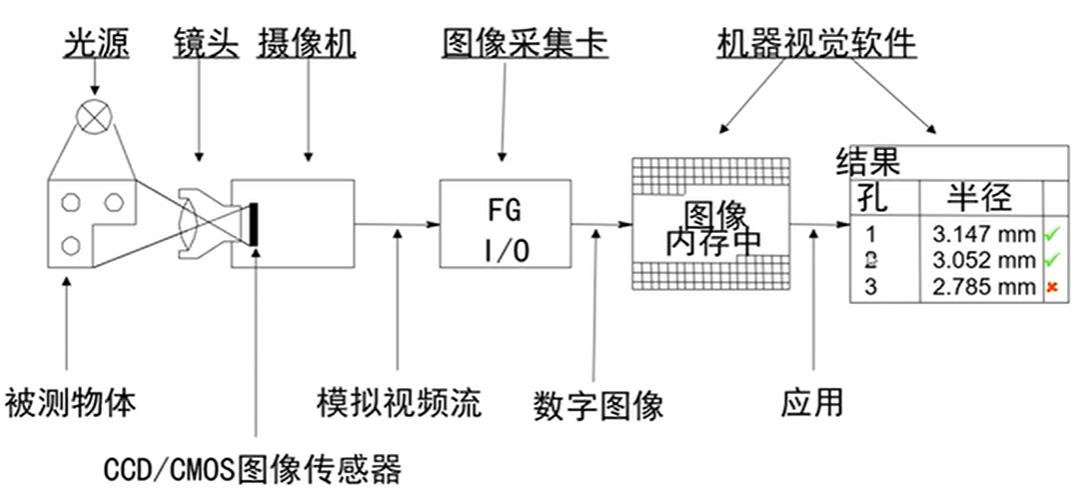 光源 镜头 摄像机 图像采集卡 机器视觉软件
FG
I/O
图像
内存中
结果
孔 半径
1 3.147 mm ✓
2 3.052 mm ✓
3 2.785 mm ✗
被测物体 模拟视频流 数字图像 应用
CCD/CMOS图像传感器